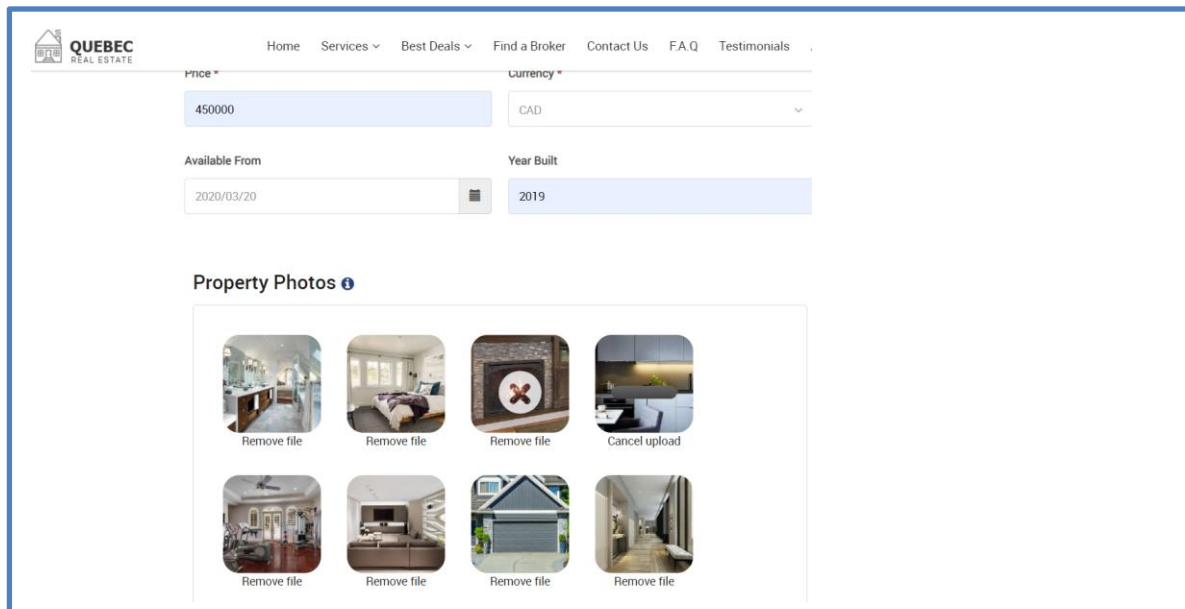 QUEBEC
REAL ESTATE
Home Services Best Deals Find a Broker Contact Us F.A.Q Testimonials
Price * Currency *
450000 CAD
Available From Year Built
2020/03/20 2019
Property Photos
Remove file Remove file Remove file Cancel upload
Remove file Remove file Remove file Remove file